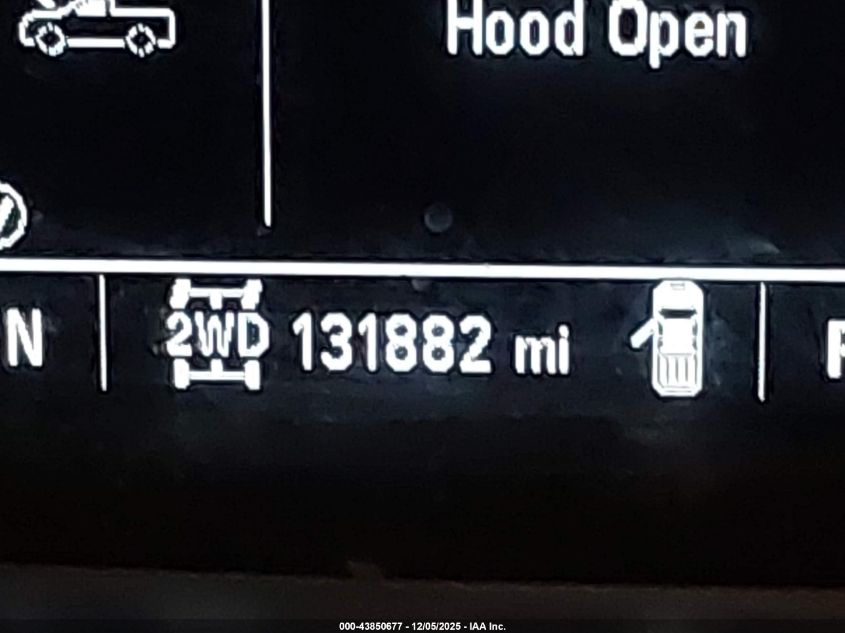 Hood Open
N 2WD 131882 mi
000-43850677 - 12/05/2025 - IAA Inc.